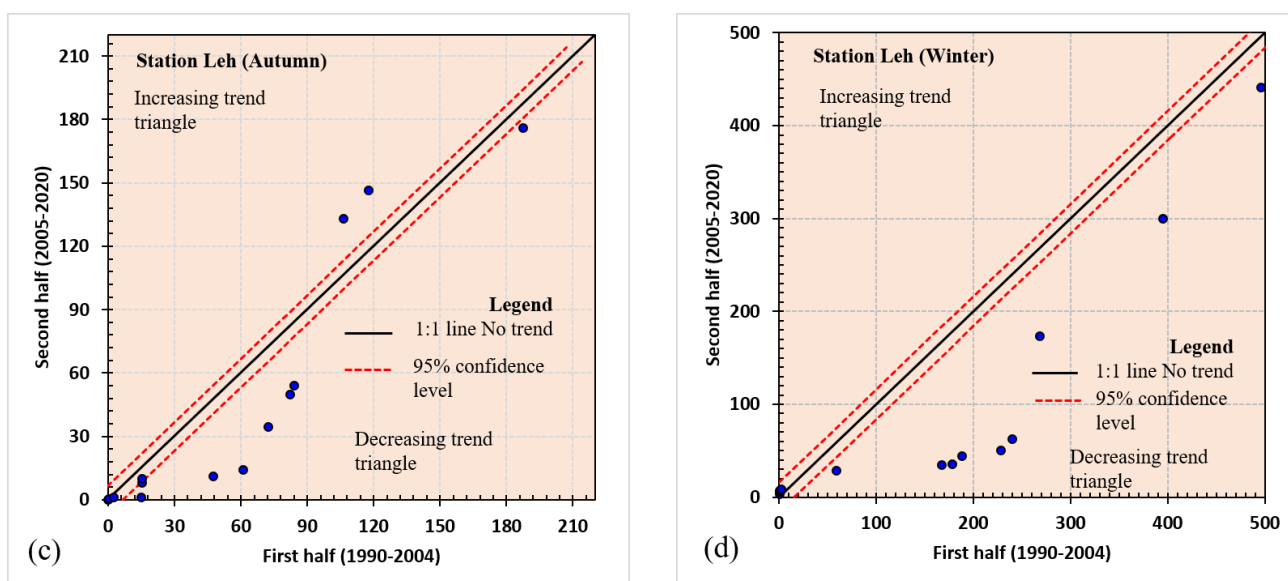 Station Leh (Autumn)
Increasing trend
triangle
Second half (2005-2020)
210
180
150
120
90
60
30
0
Legend
1:1 line No trend
95% confidence
level
Decreasing trend
triangle
0 30 60 90 120 150 180 210
First half (1990-2004)
(c)
Station Leh (Winter)
Increasing trend
triangle
Second half (2005-2020)
500
400
300
200
100
0
Legend
1:1 line No trend
95% confidence
level
Decreasing trend
triangle
0 100 200 300 400 500
First half (1990-2004)
(d)